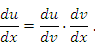 du/dx = du/dv · dv/dx .